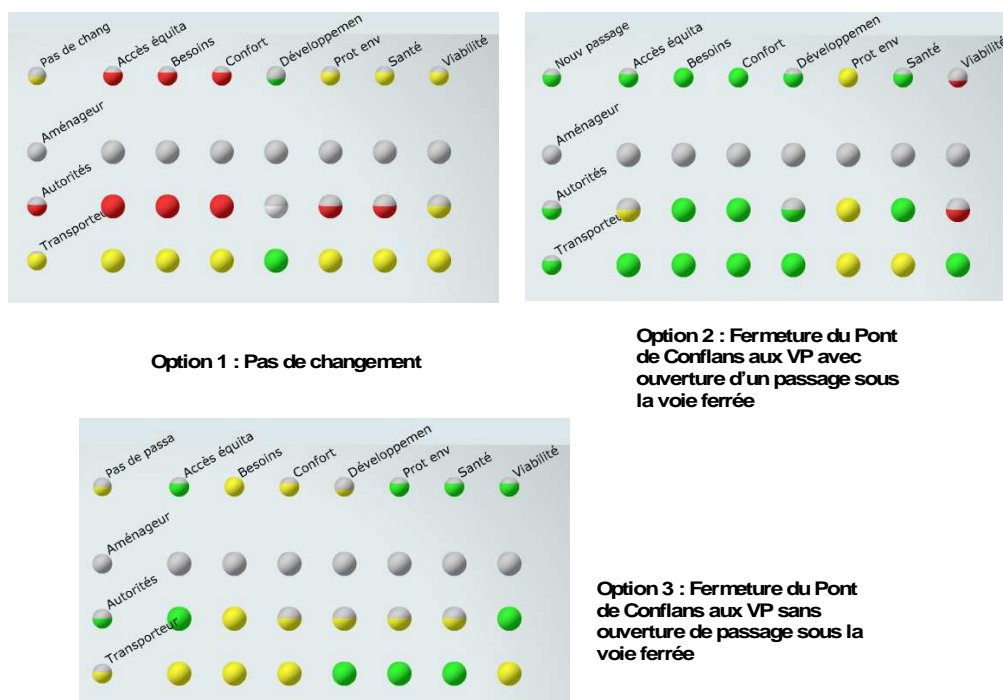 Pas de chang
Accès équita
Besoins
Confort
Développemen
Prot env
Santé
Viabilité
Aménageur
Autorités
Transporteur
Option 1 : Pas de changement
Nouv passage
Accès équita
Besoins
Confort
Développemen
Prot env
Santé
Viabilité
Aménageur
Autorités
Transporteur
Option 2 : Fermeture du Pont
de Conflans aux VP avec
ouverture d'un passage sous
la voie ferrée
Pas de passa
Accès équita
Besoins
Confort
Développemen
Prot env
Santé
Viabilité
Aménageur
Autorités
Transporteur
Option 3 : Fermeture du Pont
de Conflans aux VP sans
ouverture de passage sous la
voie ferrée